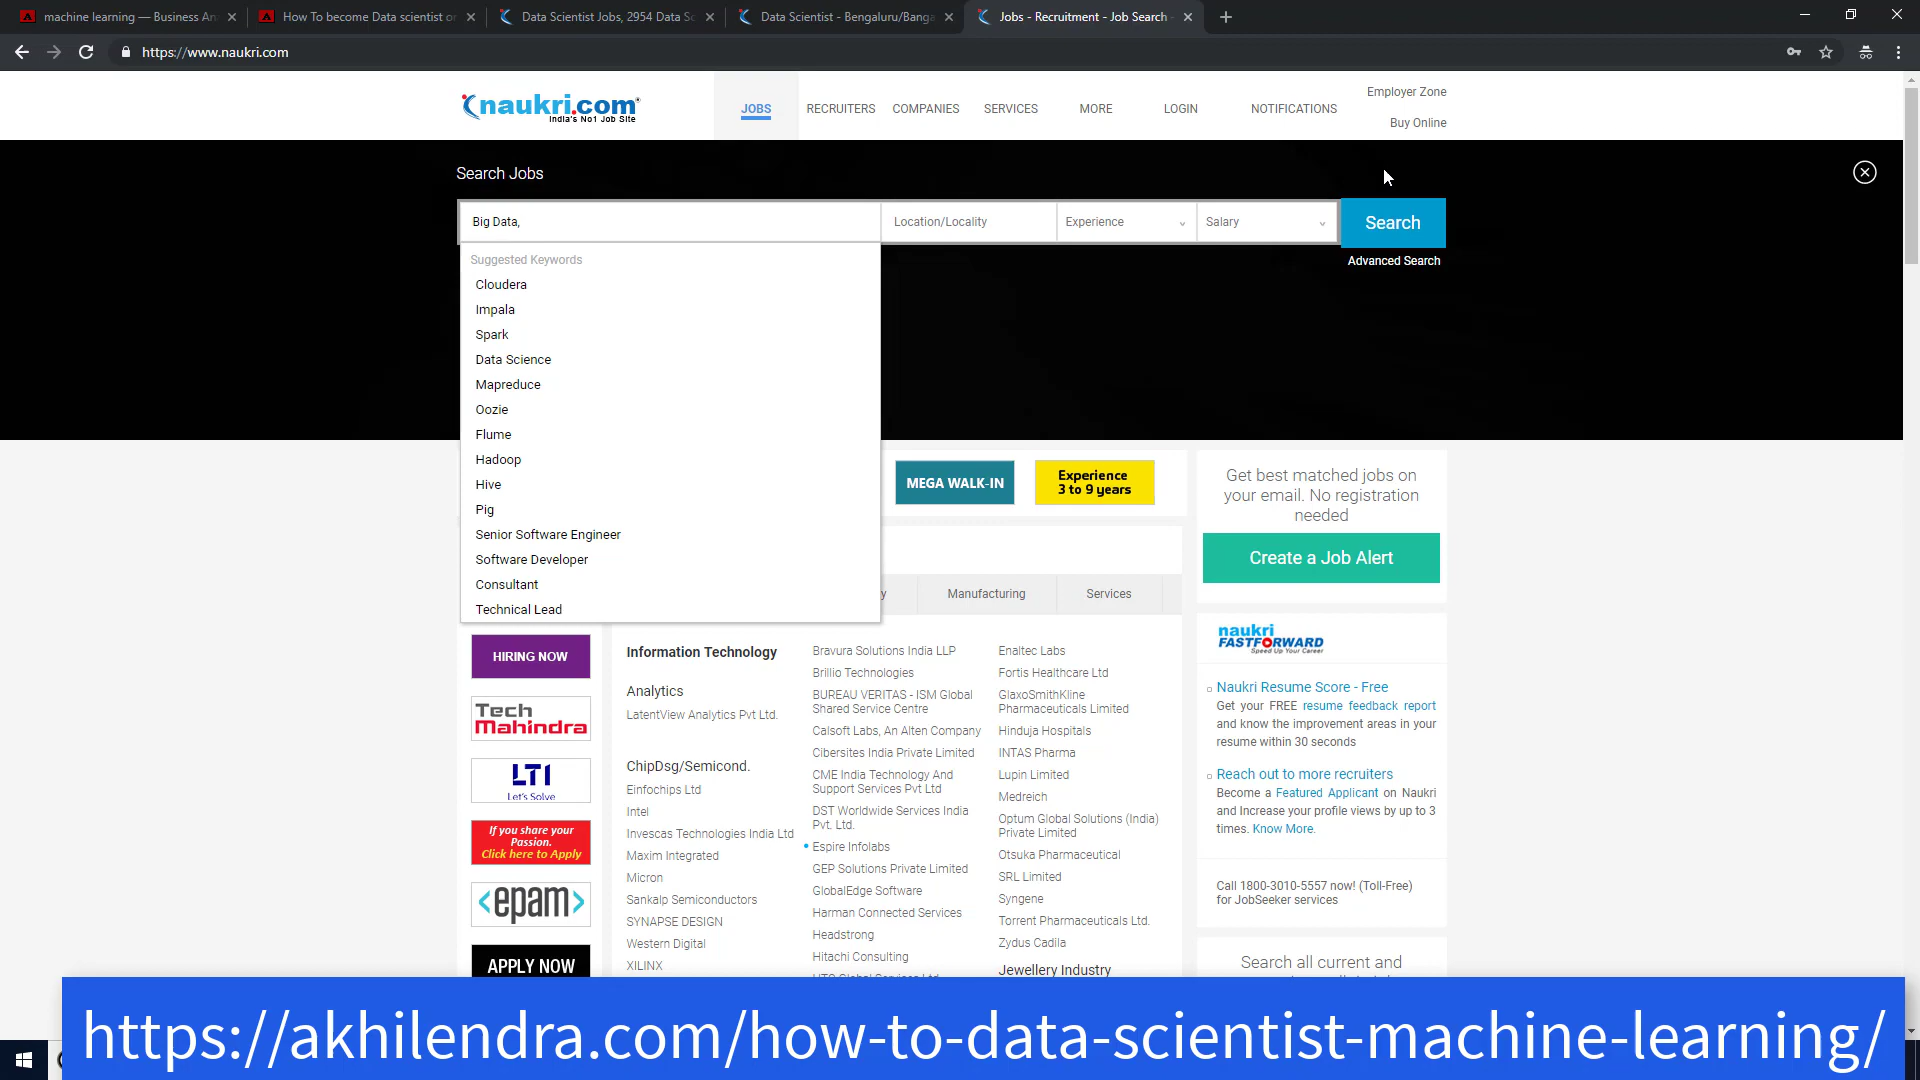 machine learning — Business An
How To become Data scientist or
Data Scientist Jobs, 2954 Data Sc
Data Scientist - Bengaluru/Banga
Jobs - Recruitment - Job Search -
https://www.naukri.com
naukri.com
India's No1 Job Site
JOBS
RECRUITERS
COMPANIES
SERVICES
MORE
LOGIN
NOTIFICATIONS
Employer Zone
Buy Online
Search Jobs
Big Data,
Location/Locality
Experience
Salary
Search
Advanced Search
Suggested Keywords
Cloudera
Impala
Spark
Data Science
Mapreduce
Oozie
Flume
Hadoop
Hive
Pig
Senior Software Engineer
Software Developer
Consultant
Technical Lead
MEGA WALK-IN
Experience
3 to 9 years
Manufacturing
Services
HIRING NOW
Tech
Mahindra
LTI
Let's Solve
If you share your
Passion.
Click here to Apply
<epam>
APPLY NOW
Information Technology
Analytics
LatentView Analytics Pvt Ltd.
ChipDsg/Semicond.
Einfochips Ltd
Intel
Invescas Technologies India Ltd
Maxim Integrated
Micron
Sankalp Semiconductors
SYNAPSE DESIGN
Western Digital
XILINX
Bravura Solutions India LLP
Brillio Technologies
BUREAU VERITAS - ISM Global
Shared Service Centre
Calsoft Labs, An Alten Company
Cibersites India Private Limited
CME India Technology And
Support Services Pvt Ltd
DST Worldwide Services India
Pvt. Ltd.
Espire Infolabs
GEP Solutions Private Limited
GlobalEdge Software
Harman Connected Services
Headstrong
Hitachi Consulting
Enaltec Labs
Fortis Healthcare Ltd
GlaxoSmithKline
Pharmaceuticals Limited
Hinduja Hospitals
INTAS Pharma
Lupin Limited
Medreich
Optum Global Solutions (India)
Private Limited
Otsuka Pharmaceutical
SRL Limited
Syngene
Torrent Pharmaceuticals Ltd.
Zydus Cadila
Jewellery Industry
Get best matched jobs on
your email. No registration
needed
Create a Job Alert
naukri
FASTFORWARD
Speed Up Your Career
Naukri Resume Score - Free
Get your FREE resume feedback report
and know the improvement areas in your
resume within 30 seconds
Reach out to more recruiters
Become a Featured Applicant on Naukri
and Increase your profile views by up to 3
times. Know More.
Call 1800-3010-5557 now! (Toll-Free)
for JobSeeker services
Search all current and
https://akhilendra.com/how-to-data-scientist-machine-learning/